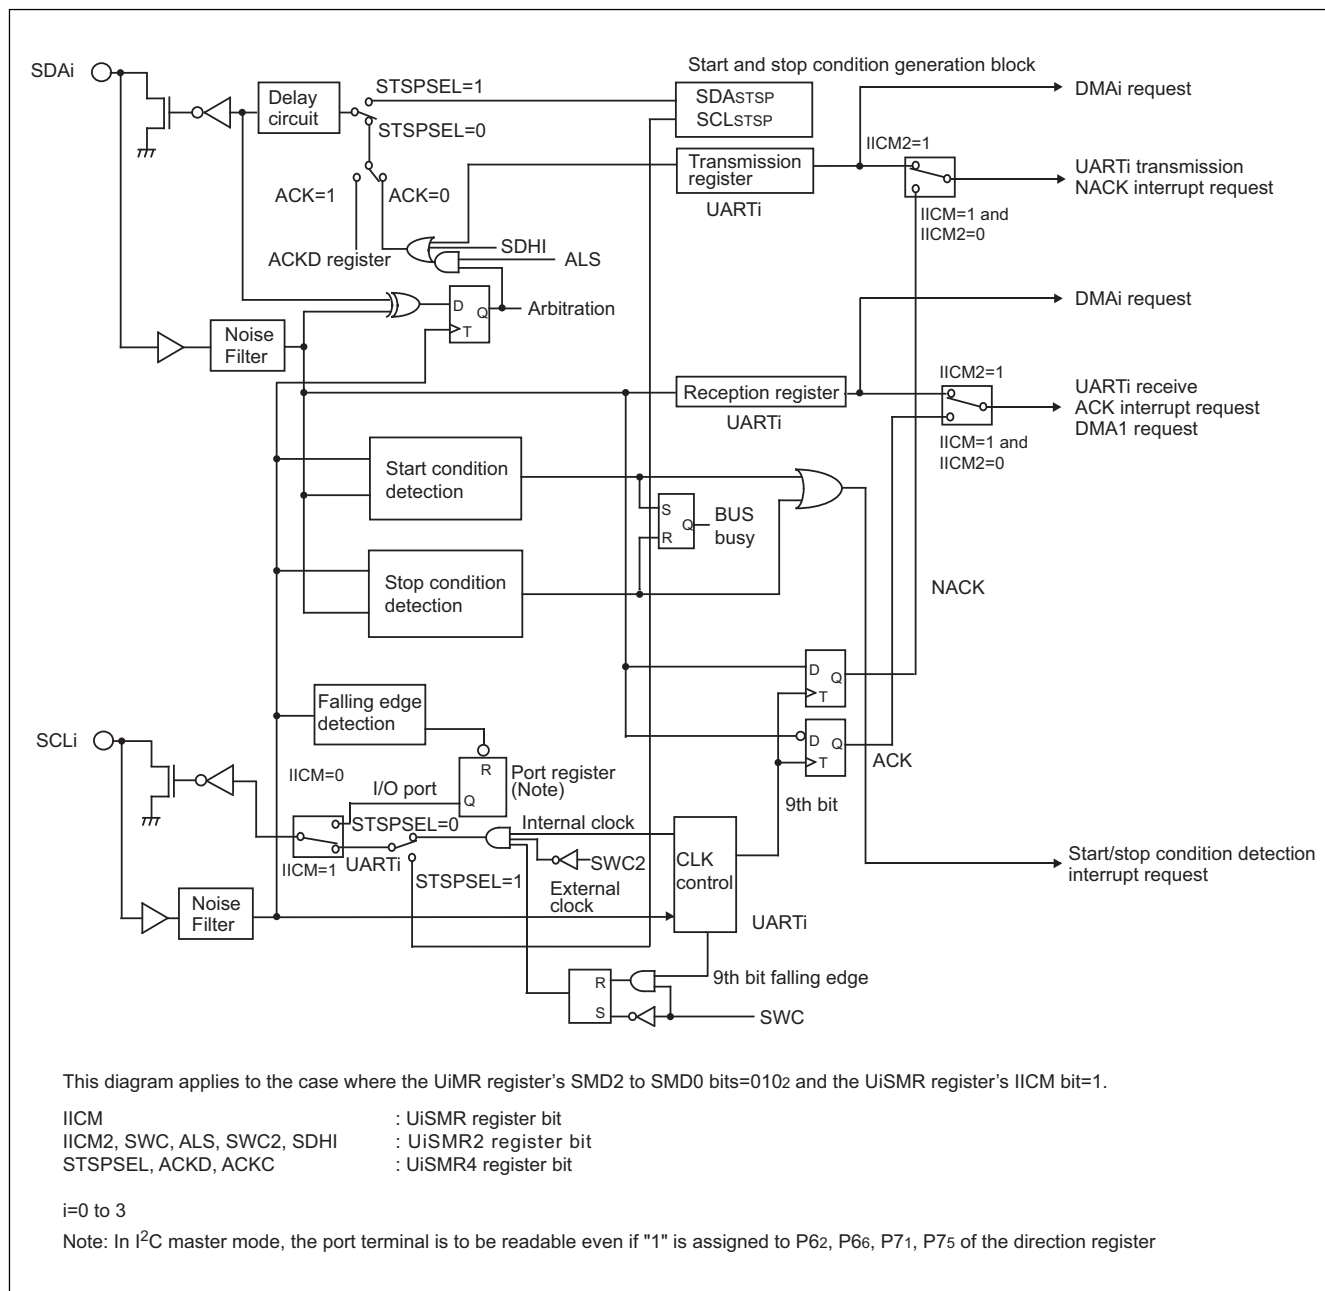 Start and stop condition generation block
SDAi
STSPSEL=1
Delay
circuit
SDASTSP
SCLSTSP
DMAi request
STSPSEL=0
IICM2=1
Transmission
register
UARTi transmission
NACK interrupt request
ACK=1
ACK=0
UARTi
IICM=1 and
IICM2=0
SDHI
ACKD register
ALS
DMAi request
D
Q
T
Arbitration
Noise
Filter
IICM2=1
Reception register
UARTi
UARTi receive
ACK interrupt request
DMA1 request
IICM=1 and
IICM2=0
Start condition
detection
S
Q
R
BUS
busy
Stop condition
detection
NACK
D
Q
T
Falling edge
detection
SCLi
D
Q
T
ACK
R
Q
Port register
(Note)
IICM=0
I/O port
9th bit
STSPSEL=0
Internal clock
UARTi
IICM=1
SWC2
CLK
control
STSPSEL=1
External
clock
Start/stop condition detection
interrupt request
Noise
Filter
UARTi
9th bit falling edge
R
S
SWC
This diagram applies to the case where the UiMR register's SMD2 to SMD0 bits=0102 and the UiSMR register's IICM bit=1.
IICM : UiSMR register bit
IICM2, SWC, ALS, SWC2, SDHI : UiSMR2 register bit
STSPSEL, ACKD, ACKC : UiSMR4 register bit
i=0 to 3
Note: In I2C master mode, the port terminal is to be readable even if "1" is assigned to P62, P66, P71, P75 of the direction register